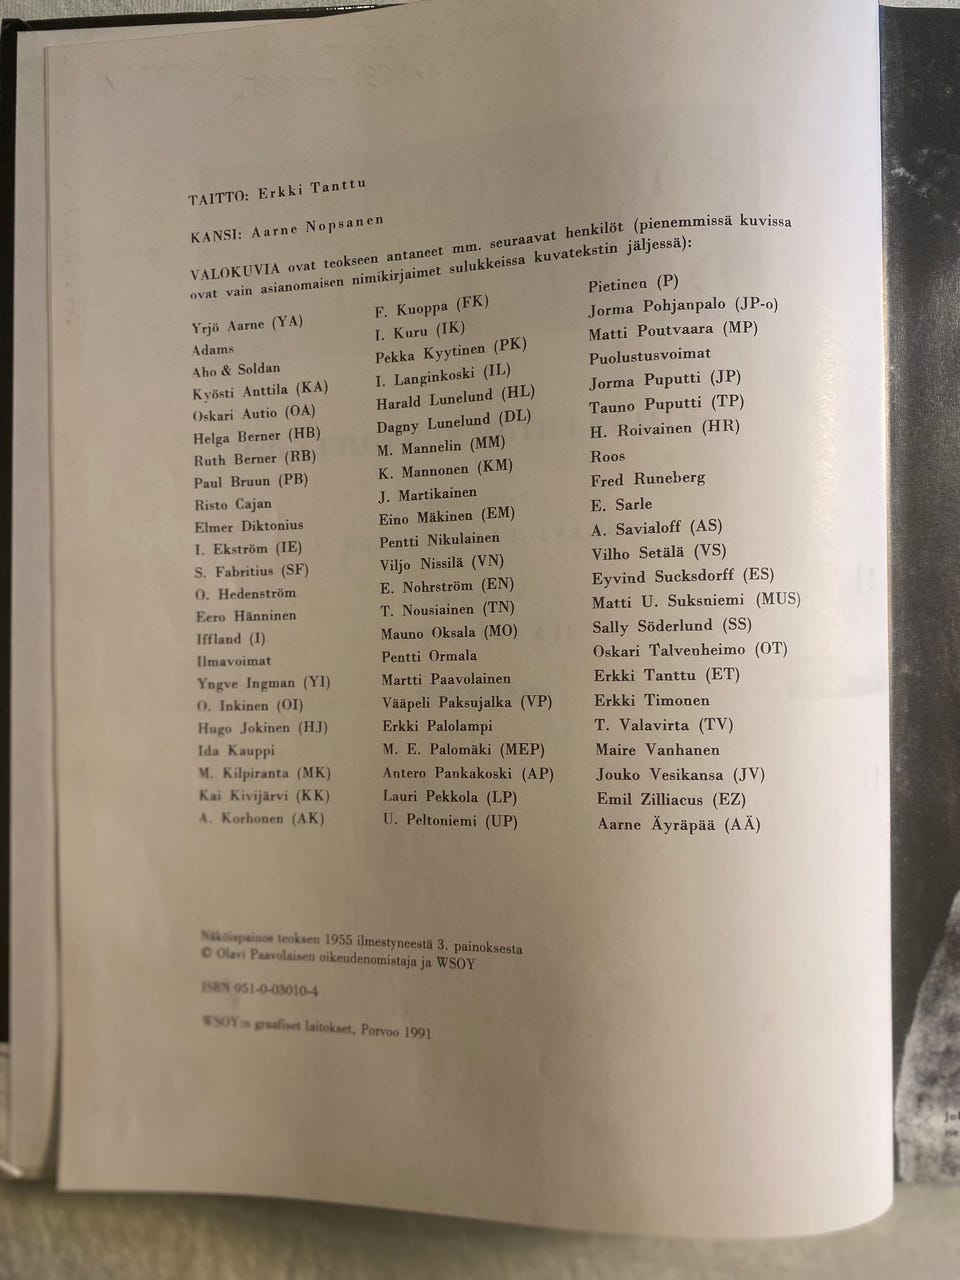 TAITTO: Erkki Tanttu
KANSI: Aarne Nopsanen
VALOKUVIA ovat teokseen antaneet mm. seuraavat henkilöt (pienemmissä kuvissa
ovat vain asianomaisen nimikirjaimet sulukkeissa kuvatekstin jäljessä):
Yrjö Aarne (YA)
Adams
Aho & Soldan
Kyösti Anttila (KA)
Oskari Autio (OA)
Helga Berner (HB)
Ruth Berner (RB)
Paul Bruun (PB)
Risto Cajan
Elmer Diktonius
I. Ekström (IE)
S. Fabritius (SF)
O. Hedenström
Eero Hänninen
Iffland (I)
Ilmavoimat
Yngve Ingman (YI)
O. Inkinen (OI)
Hugo Jokinen (HJ)
Ida Kauppi
M. Kilpiranta (MK)
Kai Kivijärvi (KK)
A. Korhonen (AK)
F. Kuoppa (FK)
I. Kuru (IK)
Pekka Kyytinen (PK)
I. Langinkoski (IL)
Harald Lunelund (HL)
Dagny Lunelund (DL)
M. Mannelin (MM)
K. Mannonen (KM)
J. Martikainen
Eino Mäkinen (EM)
Pentti Nikulainen
Viljo Nissilä (VN)
E. Nohrström (EN)
T. Nousiainen (TN)
Mauno Oksala (MO)
Pentti Ormala
Martti Paavolainen
Vääpeli Paksujalka (VP)
Erkki Palolampi
M. E. Palomäki (MEP)
Antero Pankakoski (AP)
Lauri Pekkola (LP)
U. Peltoniemi (UP)
Pietinen (P)
Jorma Pohjanpalo (JP-o)
Matti Poutvaara (MP)
Puolustusvoimat
Jorma Puputti (JP)
Tauno Puputti (TP)
H. Roivainen (HR)
Roos
Fred Runeberg
E. Sarle
A. Savialoff (AS)
Vilho Setälä (VS)
Eyvind Sucksdorff (ES)
Matti U. Suksniemi (MUS)
Sally Söderlund (SS)
Oskari Talvenheimo (OT)
Erkki Tanttu (ET)
Erkki Timonen
T. Valavirta (TV)
Maire Vanhanen
Jouko Vesikansa (JV)
Emil Zilliacus (EZ)
Aarne Äyräpää (AÄ)
Näköispainos teoksen 1955 ilmestyneestä 3. painoksesta
© Olavi Paavolaisen oikeudenomistaja ja WSOY
ISBN 951-0-03010-4
WSOY:n graafiset laitokset, Porvoo 1991